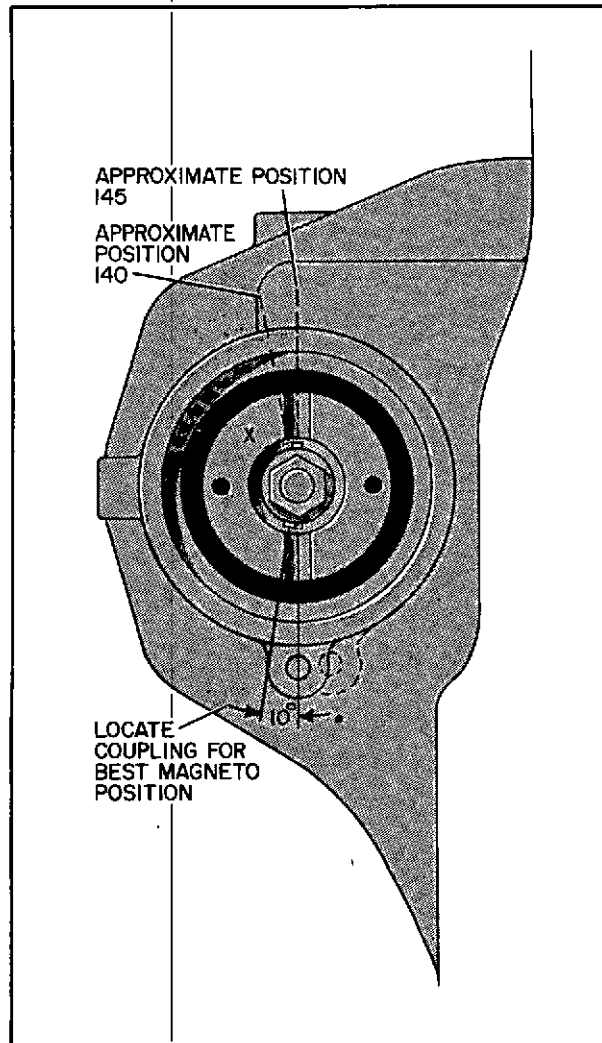 APPROXIMATE POSITION
145
APPROXIMATE
POSITION
140
X
10°
LOCATE
COUPLING FOR
BEST MAGNETO
POSITION